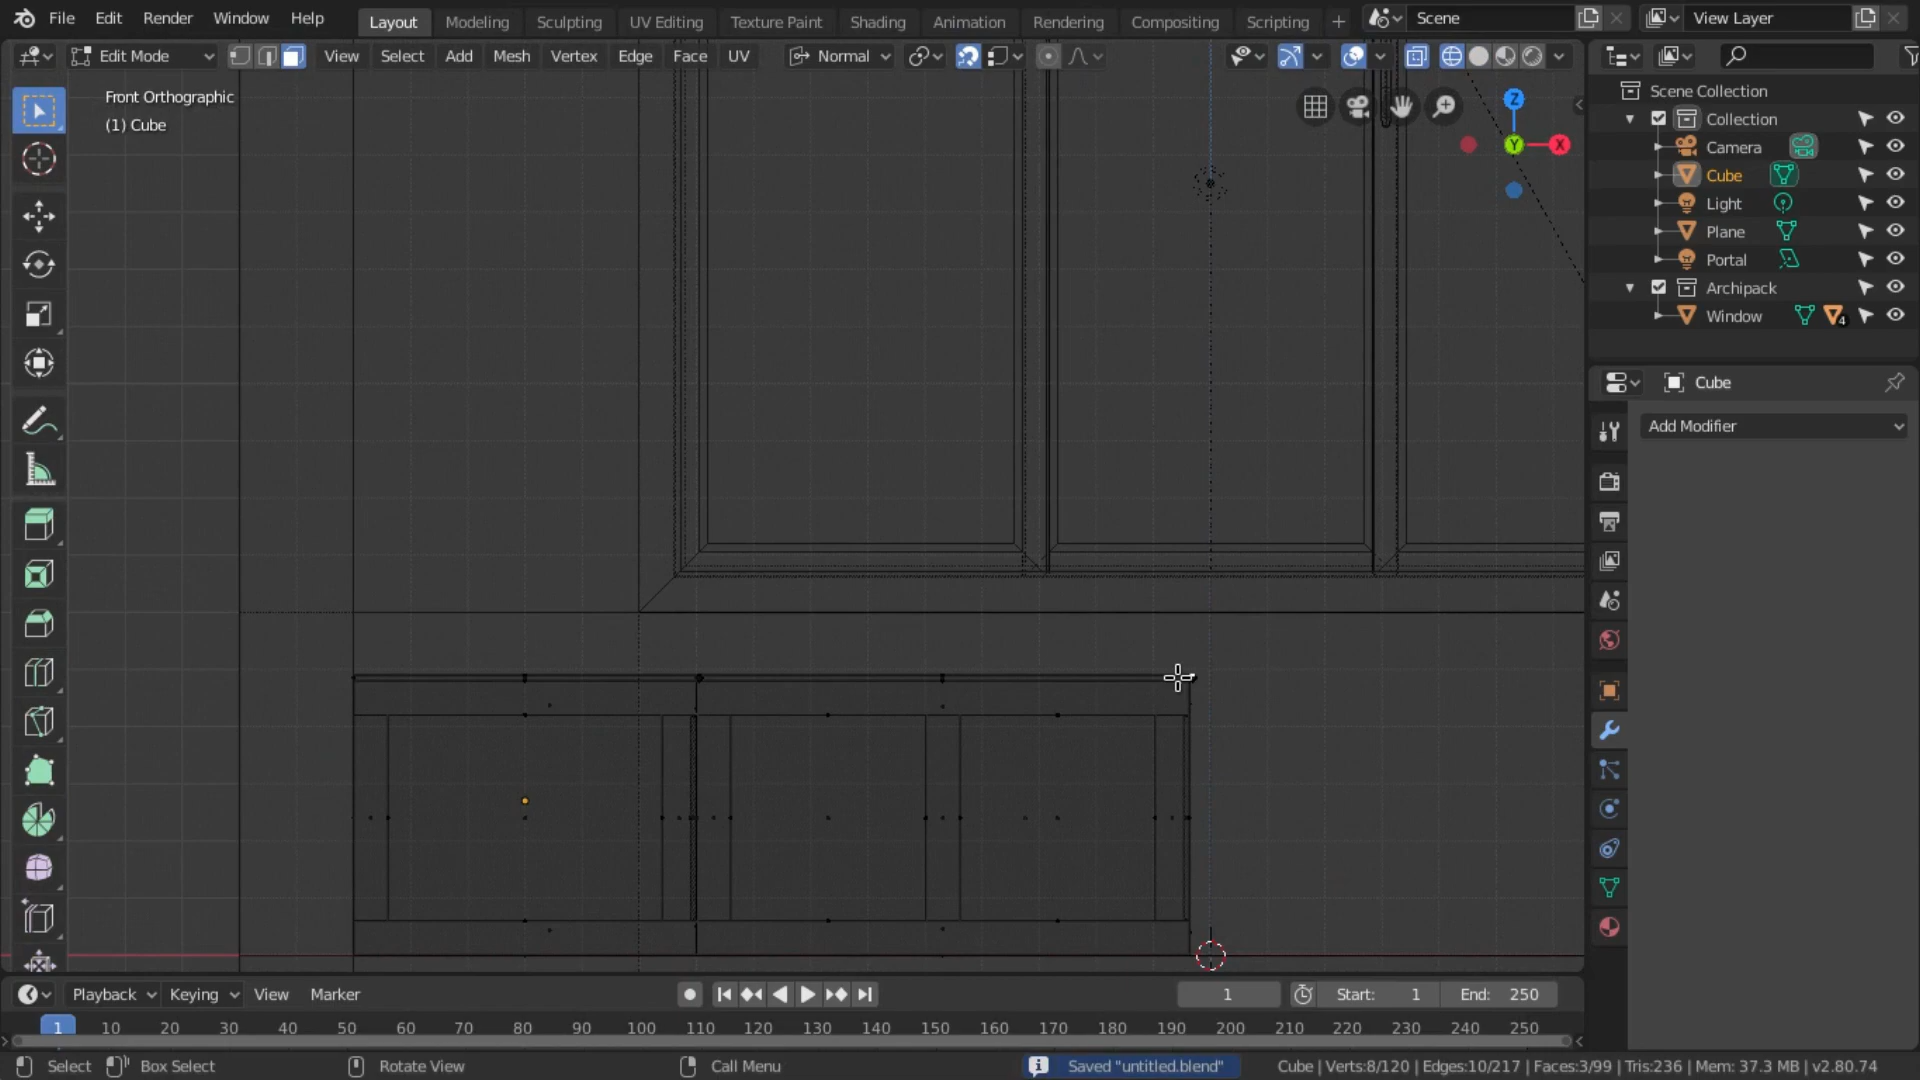 File Edit Render Window Help Layout Modeling Sculpting UV Editing Texture Paint Shading Animation Rendering Compositing Scripting + Scene View Layer
Edit Mode View Select Add Mesh Vertex Edge Face UV Normal
Front Orthographic
(1) Cube
Z
Y
X
Scene Collection
Collection
Camera
Cube
Light
Plane
Portal
Archipack
Window 4
Cube
Add Modifier
Playback Keying View Marker 1 Start: 1 End: 250
1 10 20 30 40 50 60 70 80 90 100 110 120 130 140 150 160 170 180 190 200 210 220 230 240 250
Select Box Select Rotate View Call Menu Saved "untitled.blend" Cube | Verts:8/120 | Edges:10/217 | Faces:3/99 | Tris:236 | Mem: 37.3 MB | v2.80.74